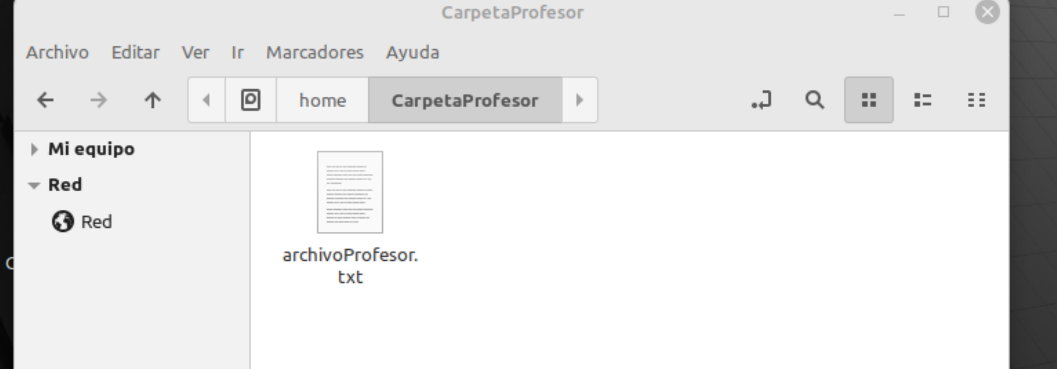 CarpetaProfesor
Archivo Editar Ver Ir Marcadores Ayuda
home CarpetaProfesor
Mi equipo
Red
Red
archivoProfesor.
txt